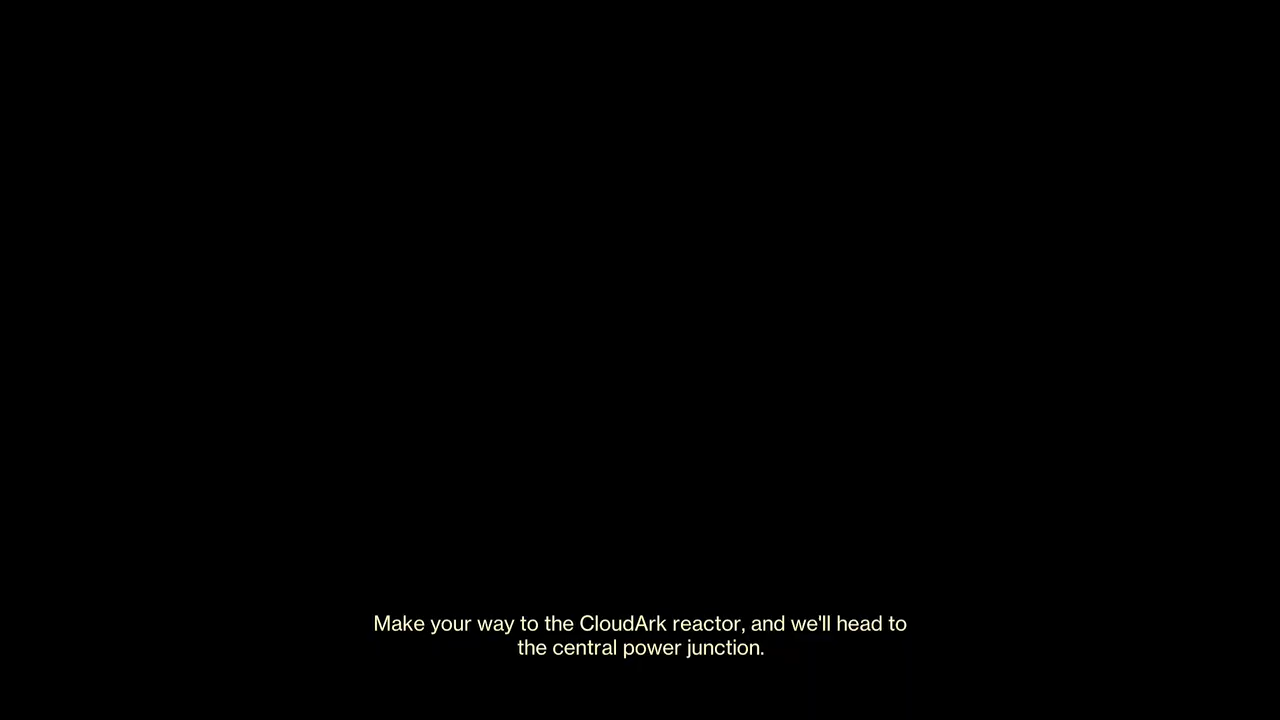 Make your way to the CloudArk reactor, and we'll head to
the central power junction.